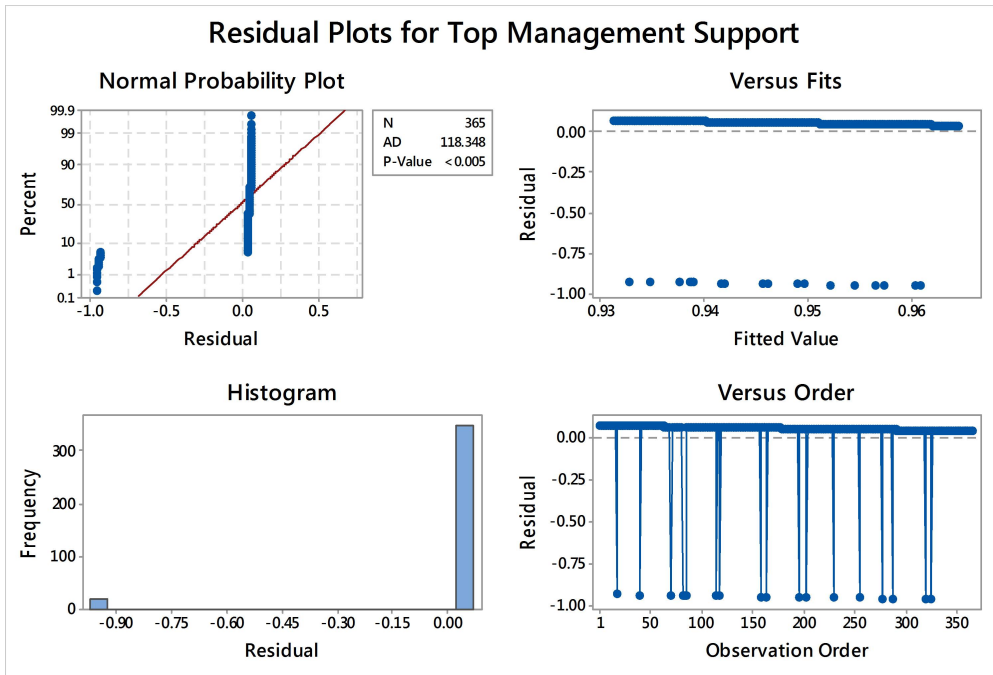 Residual Plots for Top Management Support
Normal Probability Plot
99.9
99
90
50
10
1
0.1
Percent
-1.0
-0.5
0.0
0.5
Residual
N 365
AD 118.348
P-Value <0.005
Versus Fits
0.00
-0.25
-0.50
-0.75
-1.00
Residual
0.93
0.94
0.95
0.96
Fitted Value
Histogram
300
200
100
0
Frequency
-0.90
-0.75
-0.60
-0.45
-0.30
-0.15
0.00
Residual
Versus Order
0.00
-0.25
-0.50
-0.75
-1.00
Residual
1
50
100
150
200
250
300
350
Observation Order